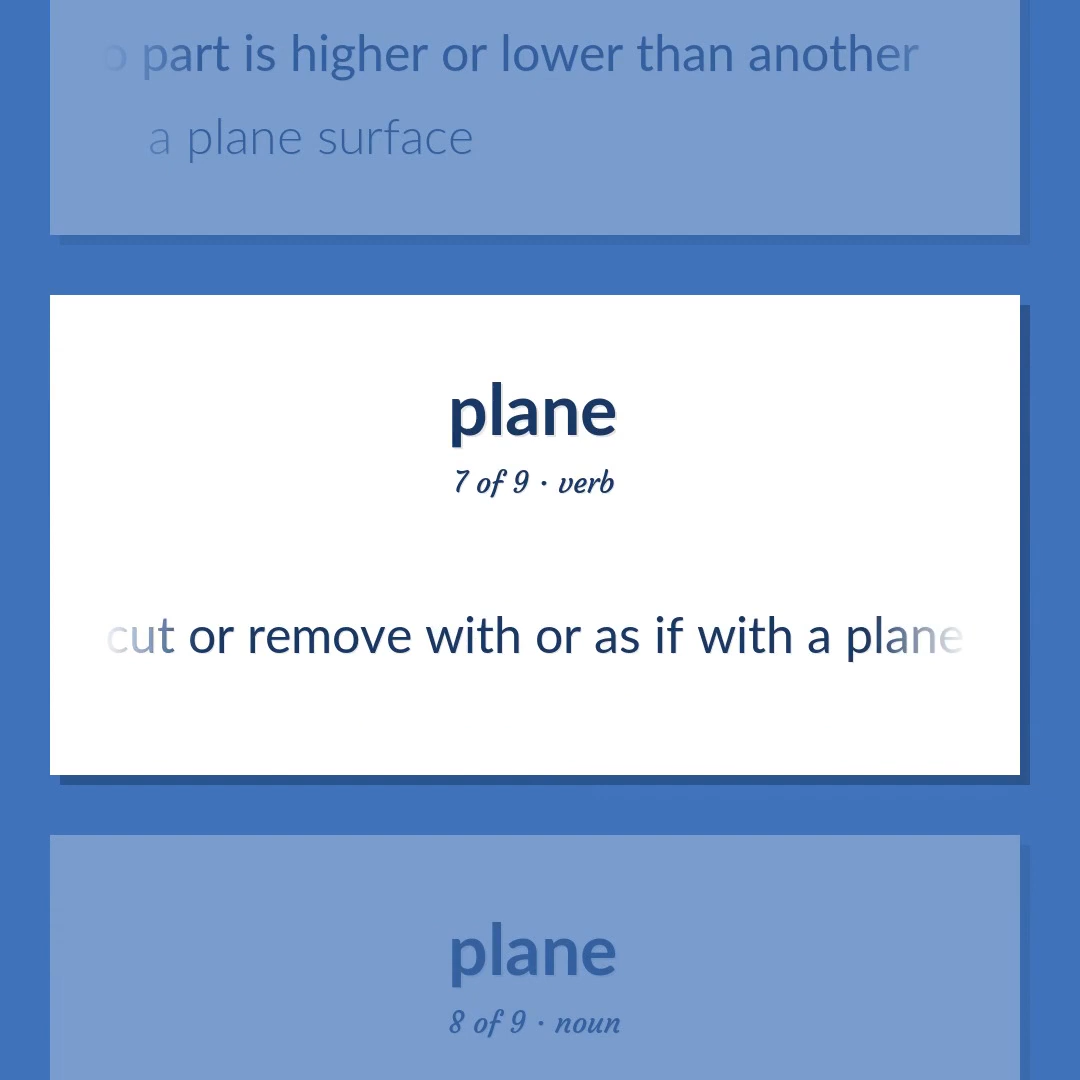 part is higher or lower than another
a plane surface
plane
7 of 9 · verb
cut or remove with or as if with a plane
plane
8 of 9 · noun